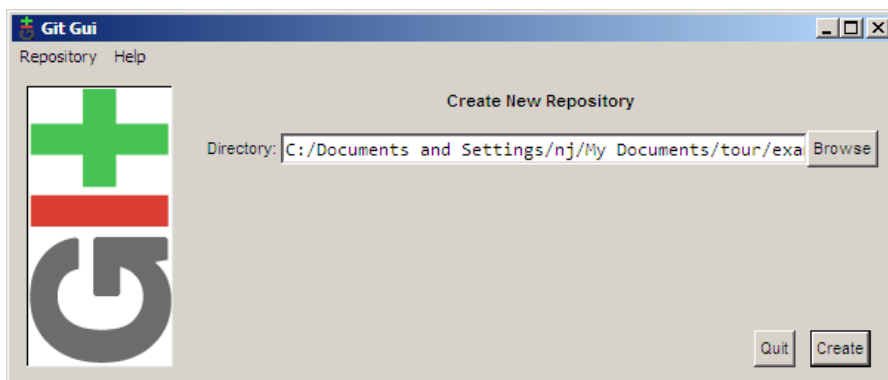 Git Gui
Repository Help
Create New Repository
Directory: C:/Documents and Settings/nj/My Documents/tour/exa Browse
Quit Create
GIT